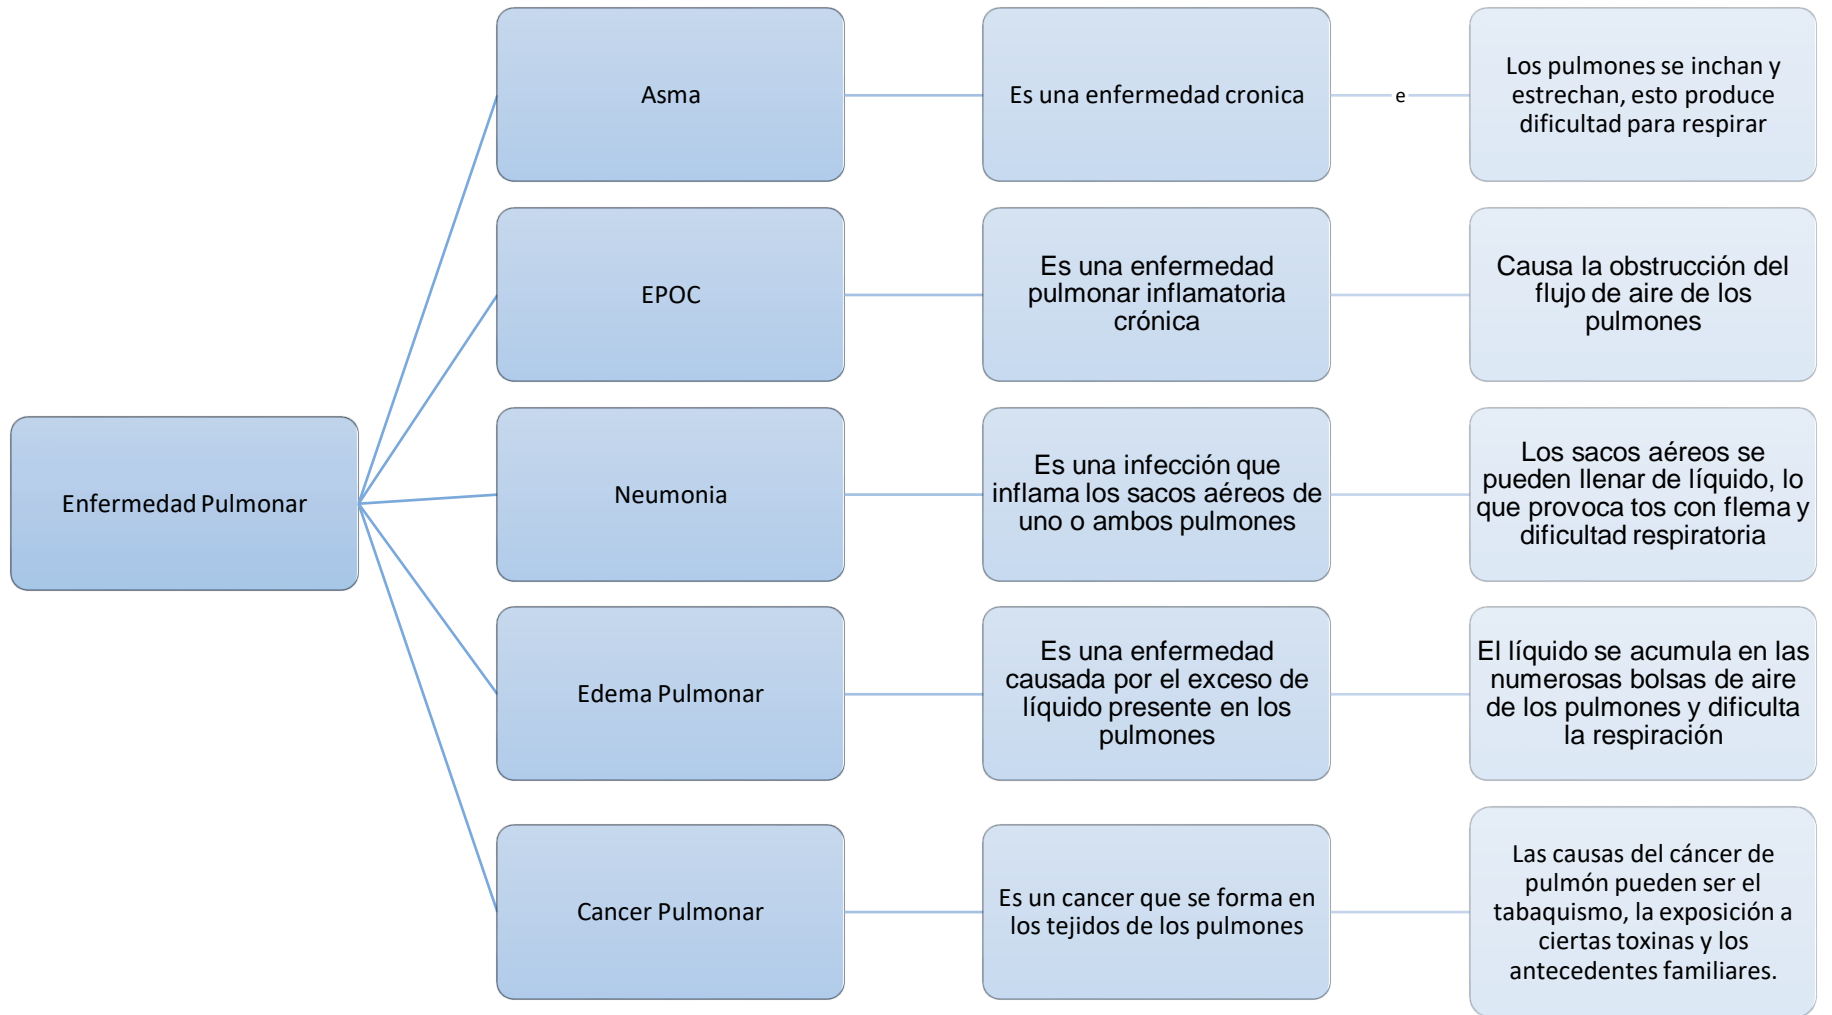 Enfermedad Pulmonar
Asma
Es una enfermedad cronica
e
Los pulmones se inchan y
estrechan, esto produce
dificultad para respirar
EPOC
Es una enfermedad
pulmonar inflamatoria
crónica
Causa la obstrucción del
flujo de aire de los
pulmones
Neumonia
Es una infección que
inflama los sacos aéreos de
uno o ambos pulmones
Los sacos aéreos se
pueden llenar de líquido, lo
que provoca tos con flema y
dificultad respiratoria
Edema Pulmonar
Es una enfermedad
causada por el exceso de
líquido presente en los
pulmones
El líquido se acumula en las
numerosas bolsas de aire
de los pulmones y dificulta
la respiración
Cancer Pulmonar
Es un cancer que se forma en
los tejidos de los pulmones
Las causas del cáncer de
pulmón pueden ser el
tabaquismo, la exposición a
ciertas toxinas y los
antecedentes familiares.